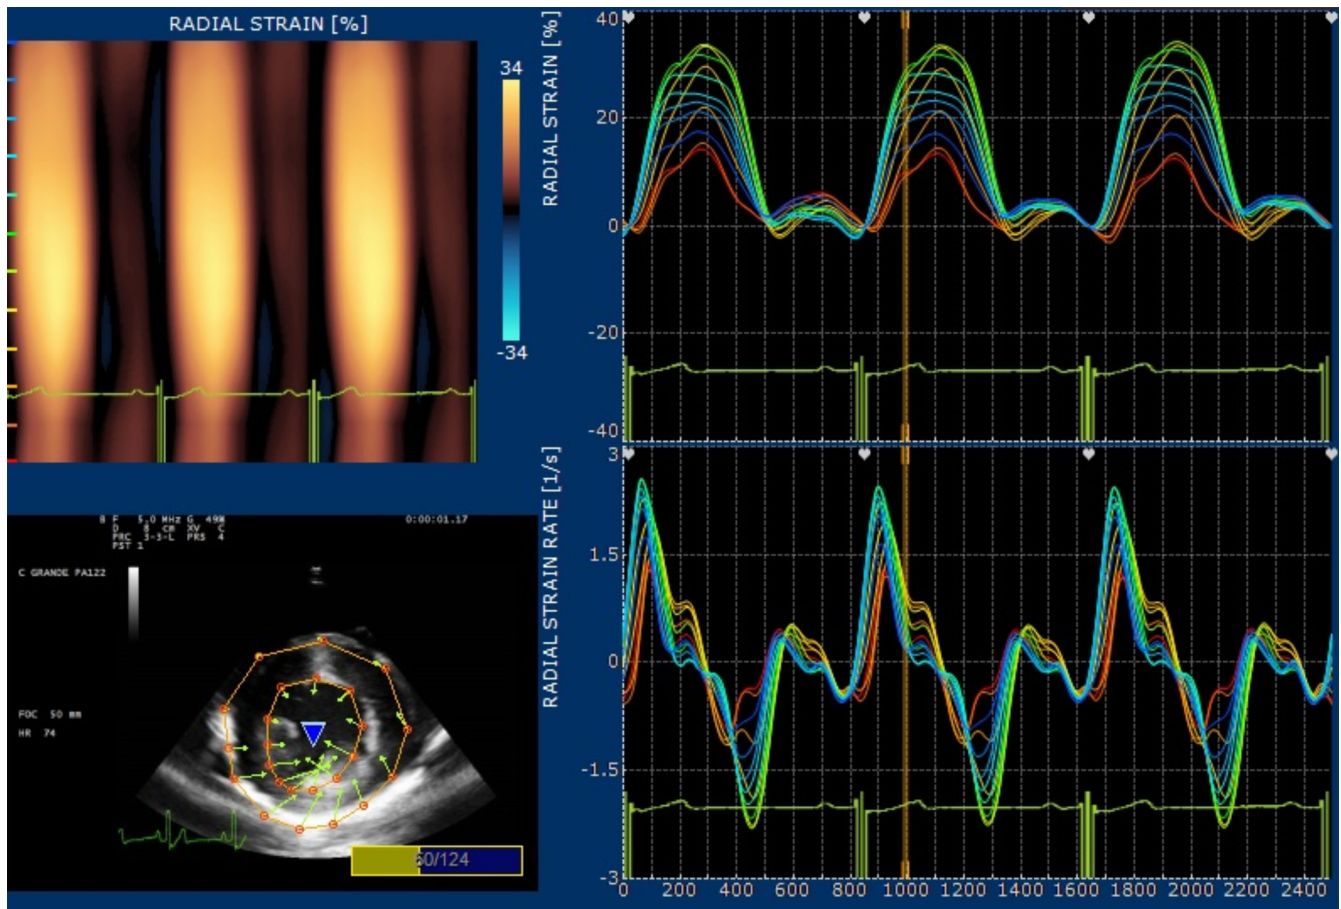 RADIAL STRAIN [%]
34
-34
RADIAL STRAIN [%]
40
20
0
-20
-40
RADIAL STRAIN RATE [1/s]
3
1.5
0
-1.5
-3
0 200 400 600 800 1000 1200 1400 1600 1800 2000 2200 2400
B F 5.0 MHz G 49%
D 8 cm XV C
PRC 3-3-L PRS 4
PST 1
0:00:01.17
C GRANDE PA122
FOC 50 mm
HR 74
60/124